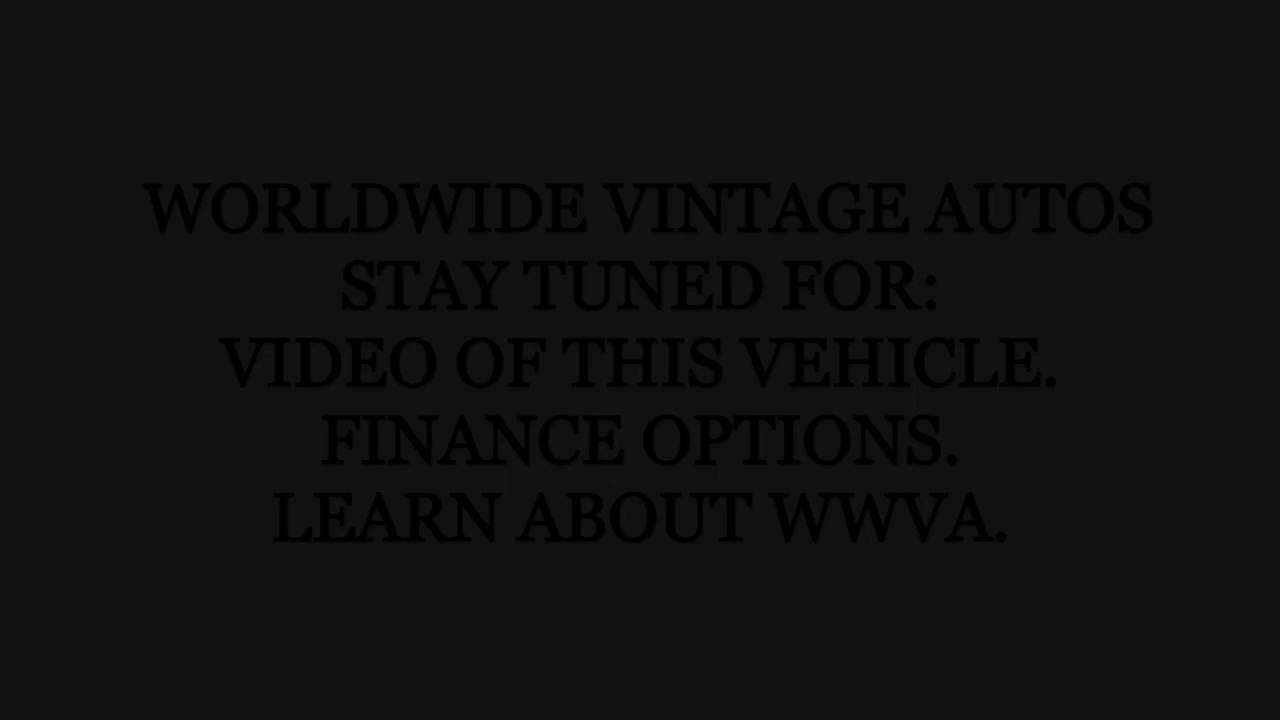 WORLDWIDE VINTAGE AUTOS
STAY TUNED FOR:
VIDEO OF THIS VEHICLE.
FINANCE OPTIONS.
LEARN ABOUT WWVA.